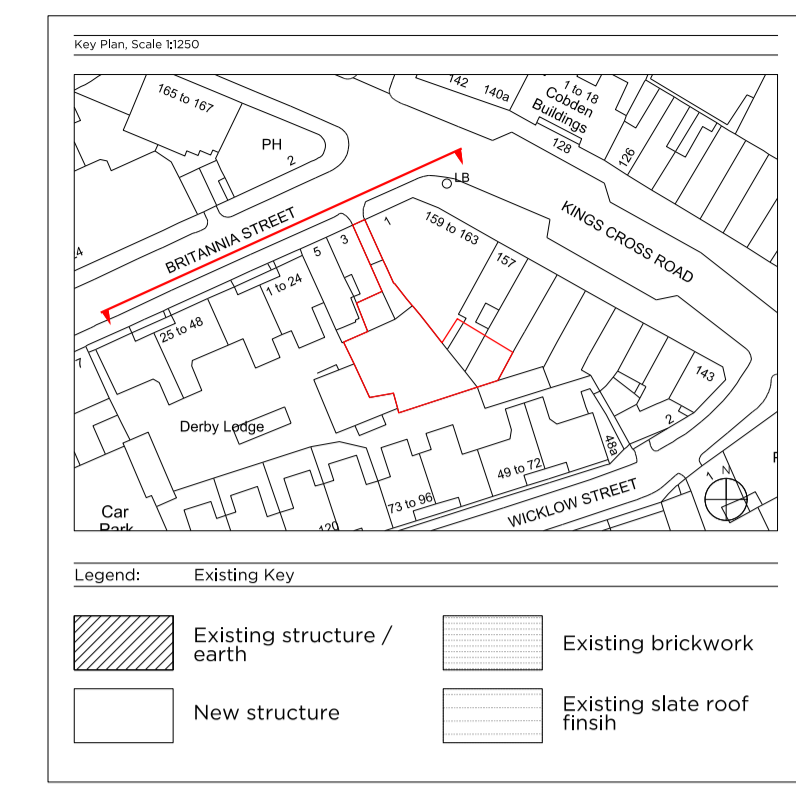 Key Plan, Scale 1:1250
165 to 167
PH
2
142
140a
1 to 18
Cobden
Buildings
128
126
LB
BRITANNIA STREET
KINGS CROSS ROAD
1
3
5
159 to 163
157
1 to 24
25 to 48
7
143
2
Derby Lodge
48a
49 to 72
73 to 96
WICKLOW STREET
1
N
Car
Park
Legend:
Existing Key
Existing structure /
earth
Existing brickwork
New structure
Existing slate roof
finsih